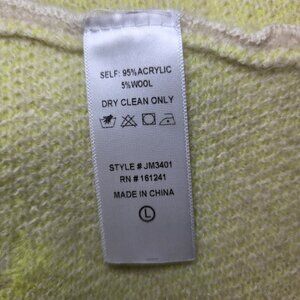 SELF: 95%ACRYLIC
5%WOOL
DRY CLEAN ONLY
STYLE # JM3401
RN # 161241
MADE IN CHINA
L